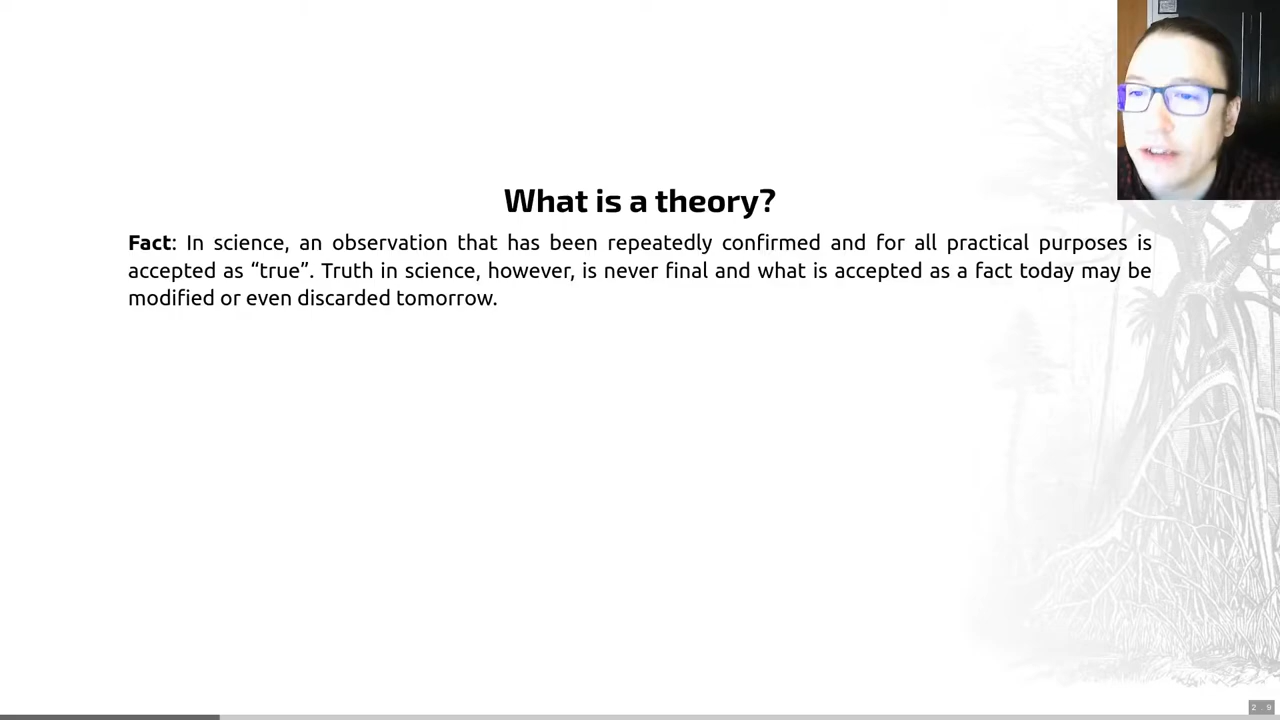 What is a theory?
Fact: In science, an observation that has been repeatedly confirmed and for all practical purposes is
accepted as “true”. Truth in science, however, is never final and what is accepted as a fact today may be
modified or even discarded tomorrow.
2 . 9